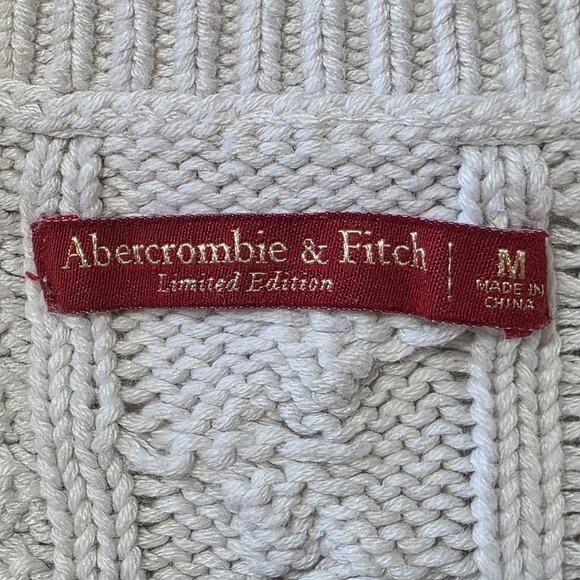 Abercrombie & Fitch
Limited Edition
M
MADE IN
CHINA